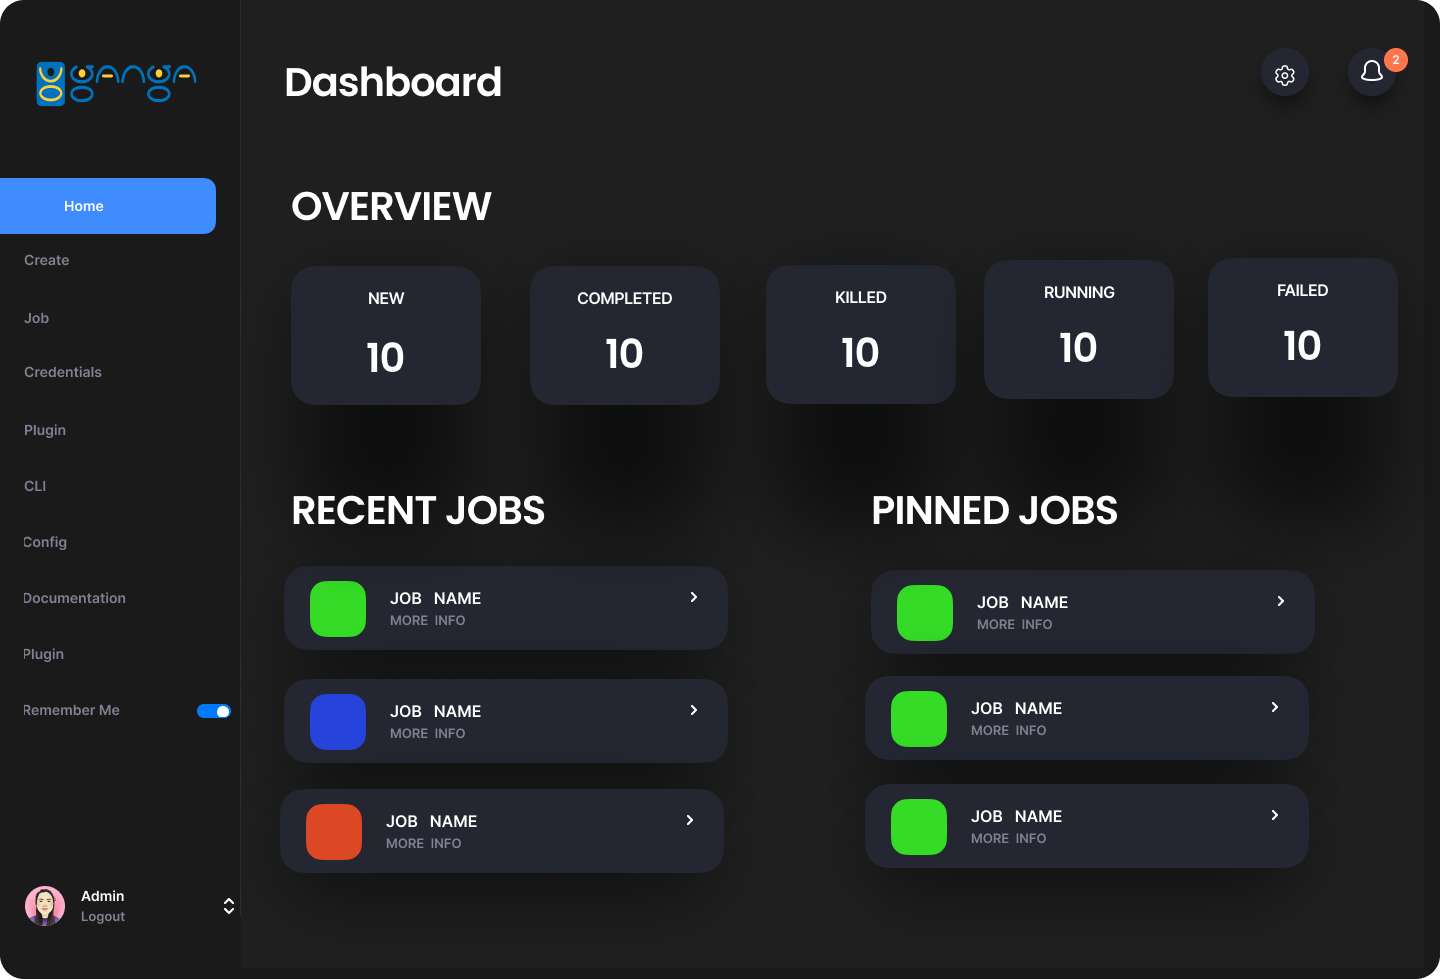 ganga
Dashboard
2
Home
Create
Job
Credentials
Plugin
CLI
Config
Documentation
Plugin
Remember Me
Admin
Logout
OVERVIEW
NEW
10
COMPLETED
10
KILLED
10
RUNNING
10
FAILED
10
RECENT JOBS
JOB NAME
MORE INFO
JOB NAME
MORE INFO
JOB NAME
MORE INFO
PINNED JOBS
JOB NAME
MORE INFO
JOB NAME
MORE INFO
JOB NAME
MORE INFO